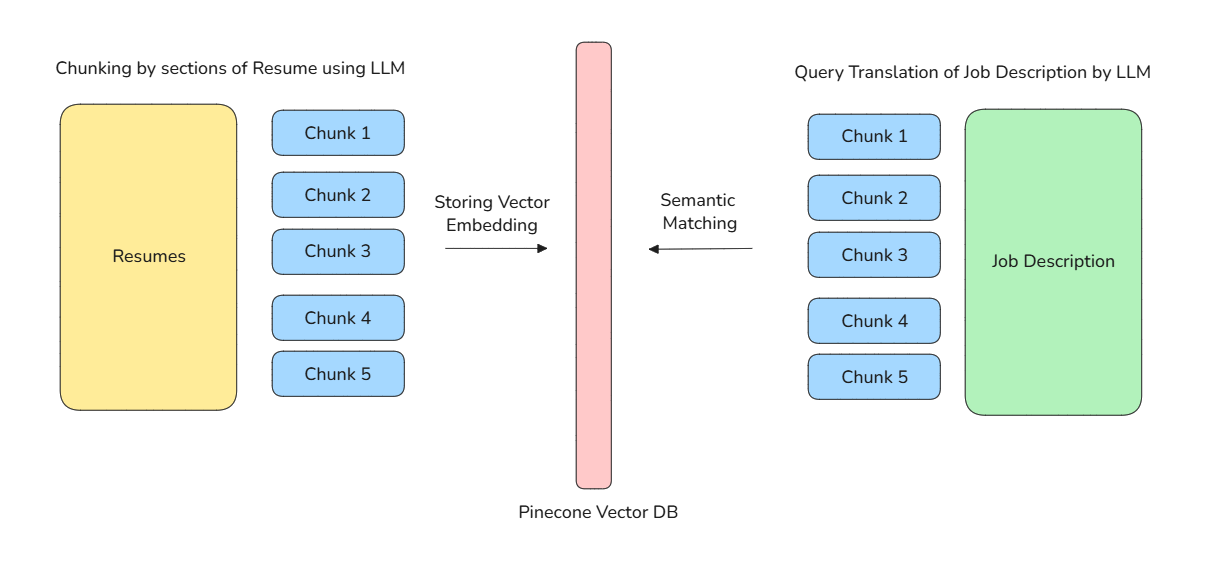 Chunking by sections of Resume using LLM
Resumes
Chunk 1
Chunk 2
Chunk 3
Chunk 4
Chunk 5
Storing Vector
Embedding
Pinecone Vector DB
Semantic
Matching
Query Translation of Job Description by LLM
Chunk 1
Chunk 2
Chunk 3
Chunk 4
Chunk 5
Job Description